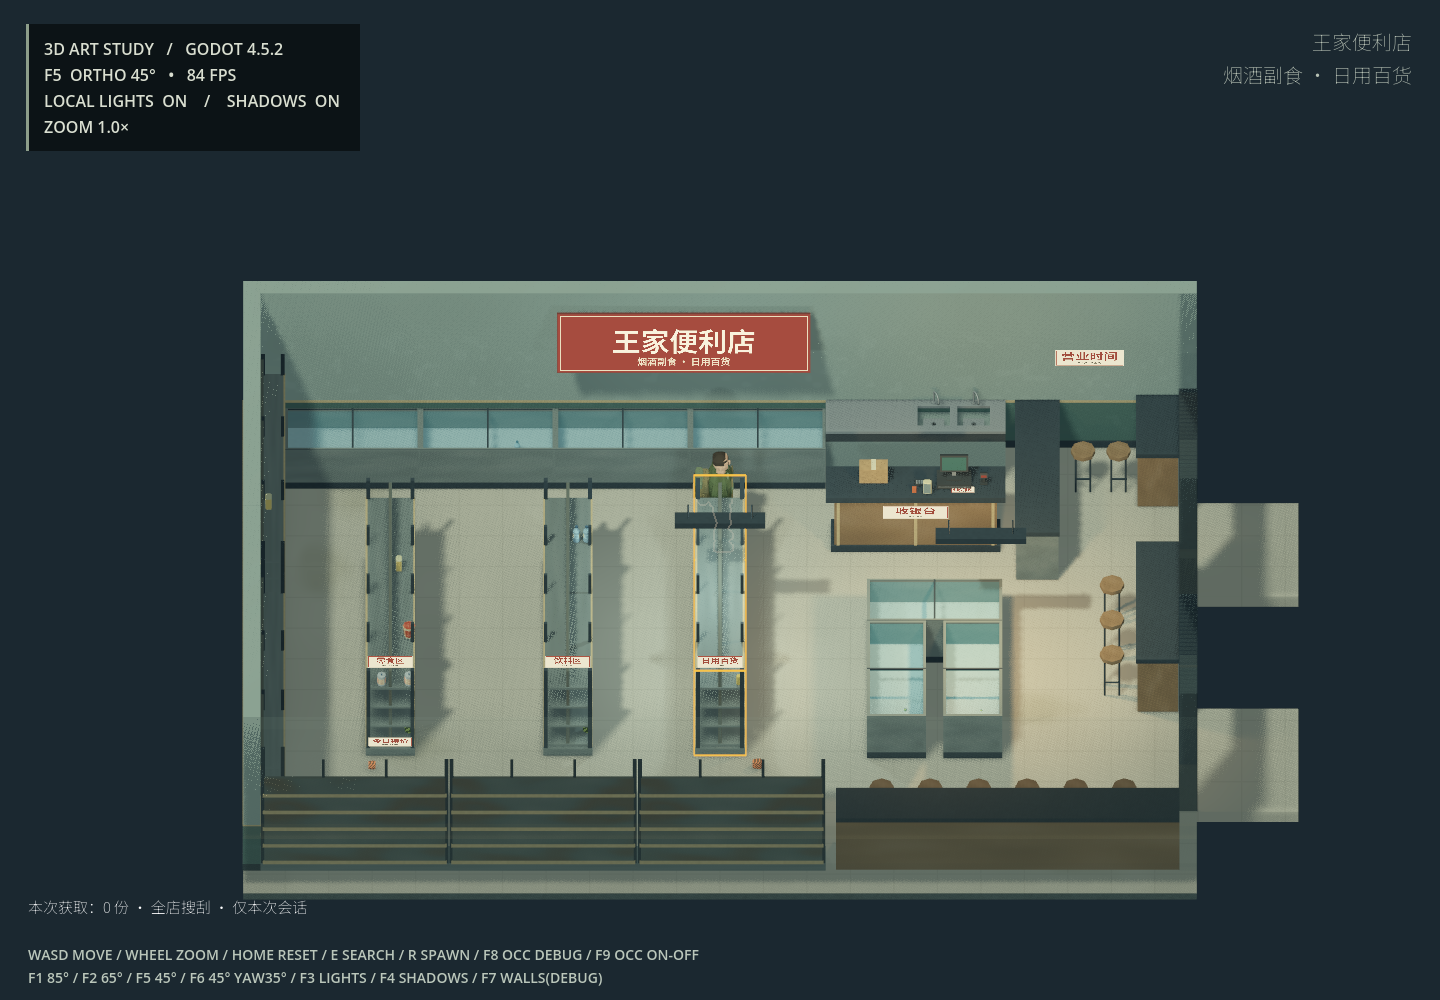 3D ART STUDY / GODOT 4.5.2
F5 ORTHO 45° • 84 FPS
LOCAL LIGHTS ON / SHADOWS ON
ZOOM 1.0×
王家便利店
烟酒副食 · 日用百货
王家便利店
烟酒副食 · 日用百货
营业时间
收银台
零食区
饮料区
日用百货
本次获取：0 份 · 全店搜刮 · 仅本次会话
WASD MOVE / WHEEL ZOOM / HOME RESET / E SEARCH / R SPAWN / F8 OCC DEBUG / F9 OCC ON-OFF
F1 85° / F2 65° / F5 45° / F6 45° YAW35° / F3 LIGHTS / F4 SHADOWS / F7 WALLS(DEBUG)